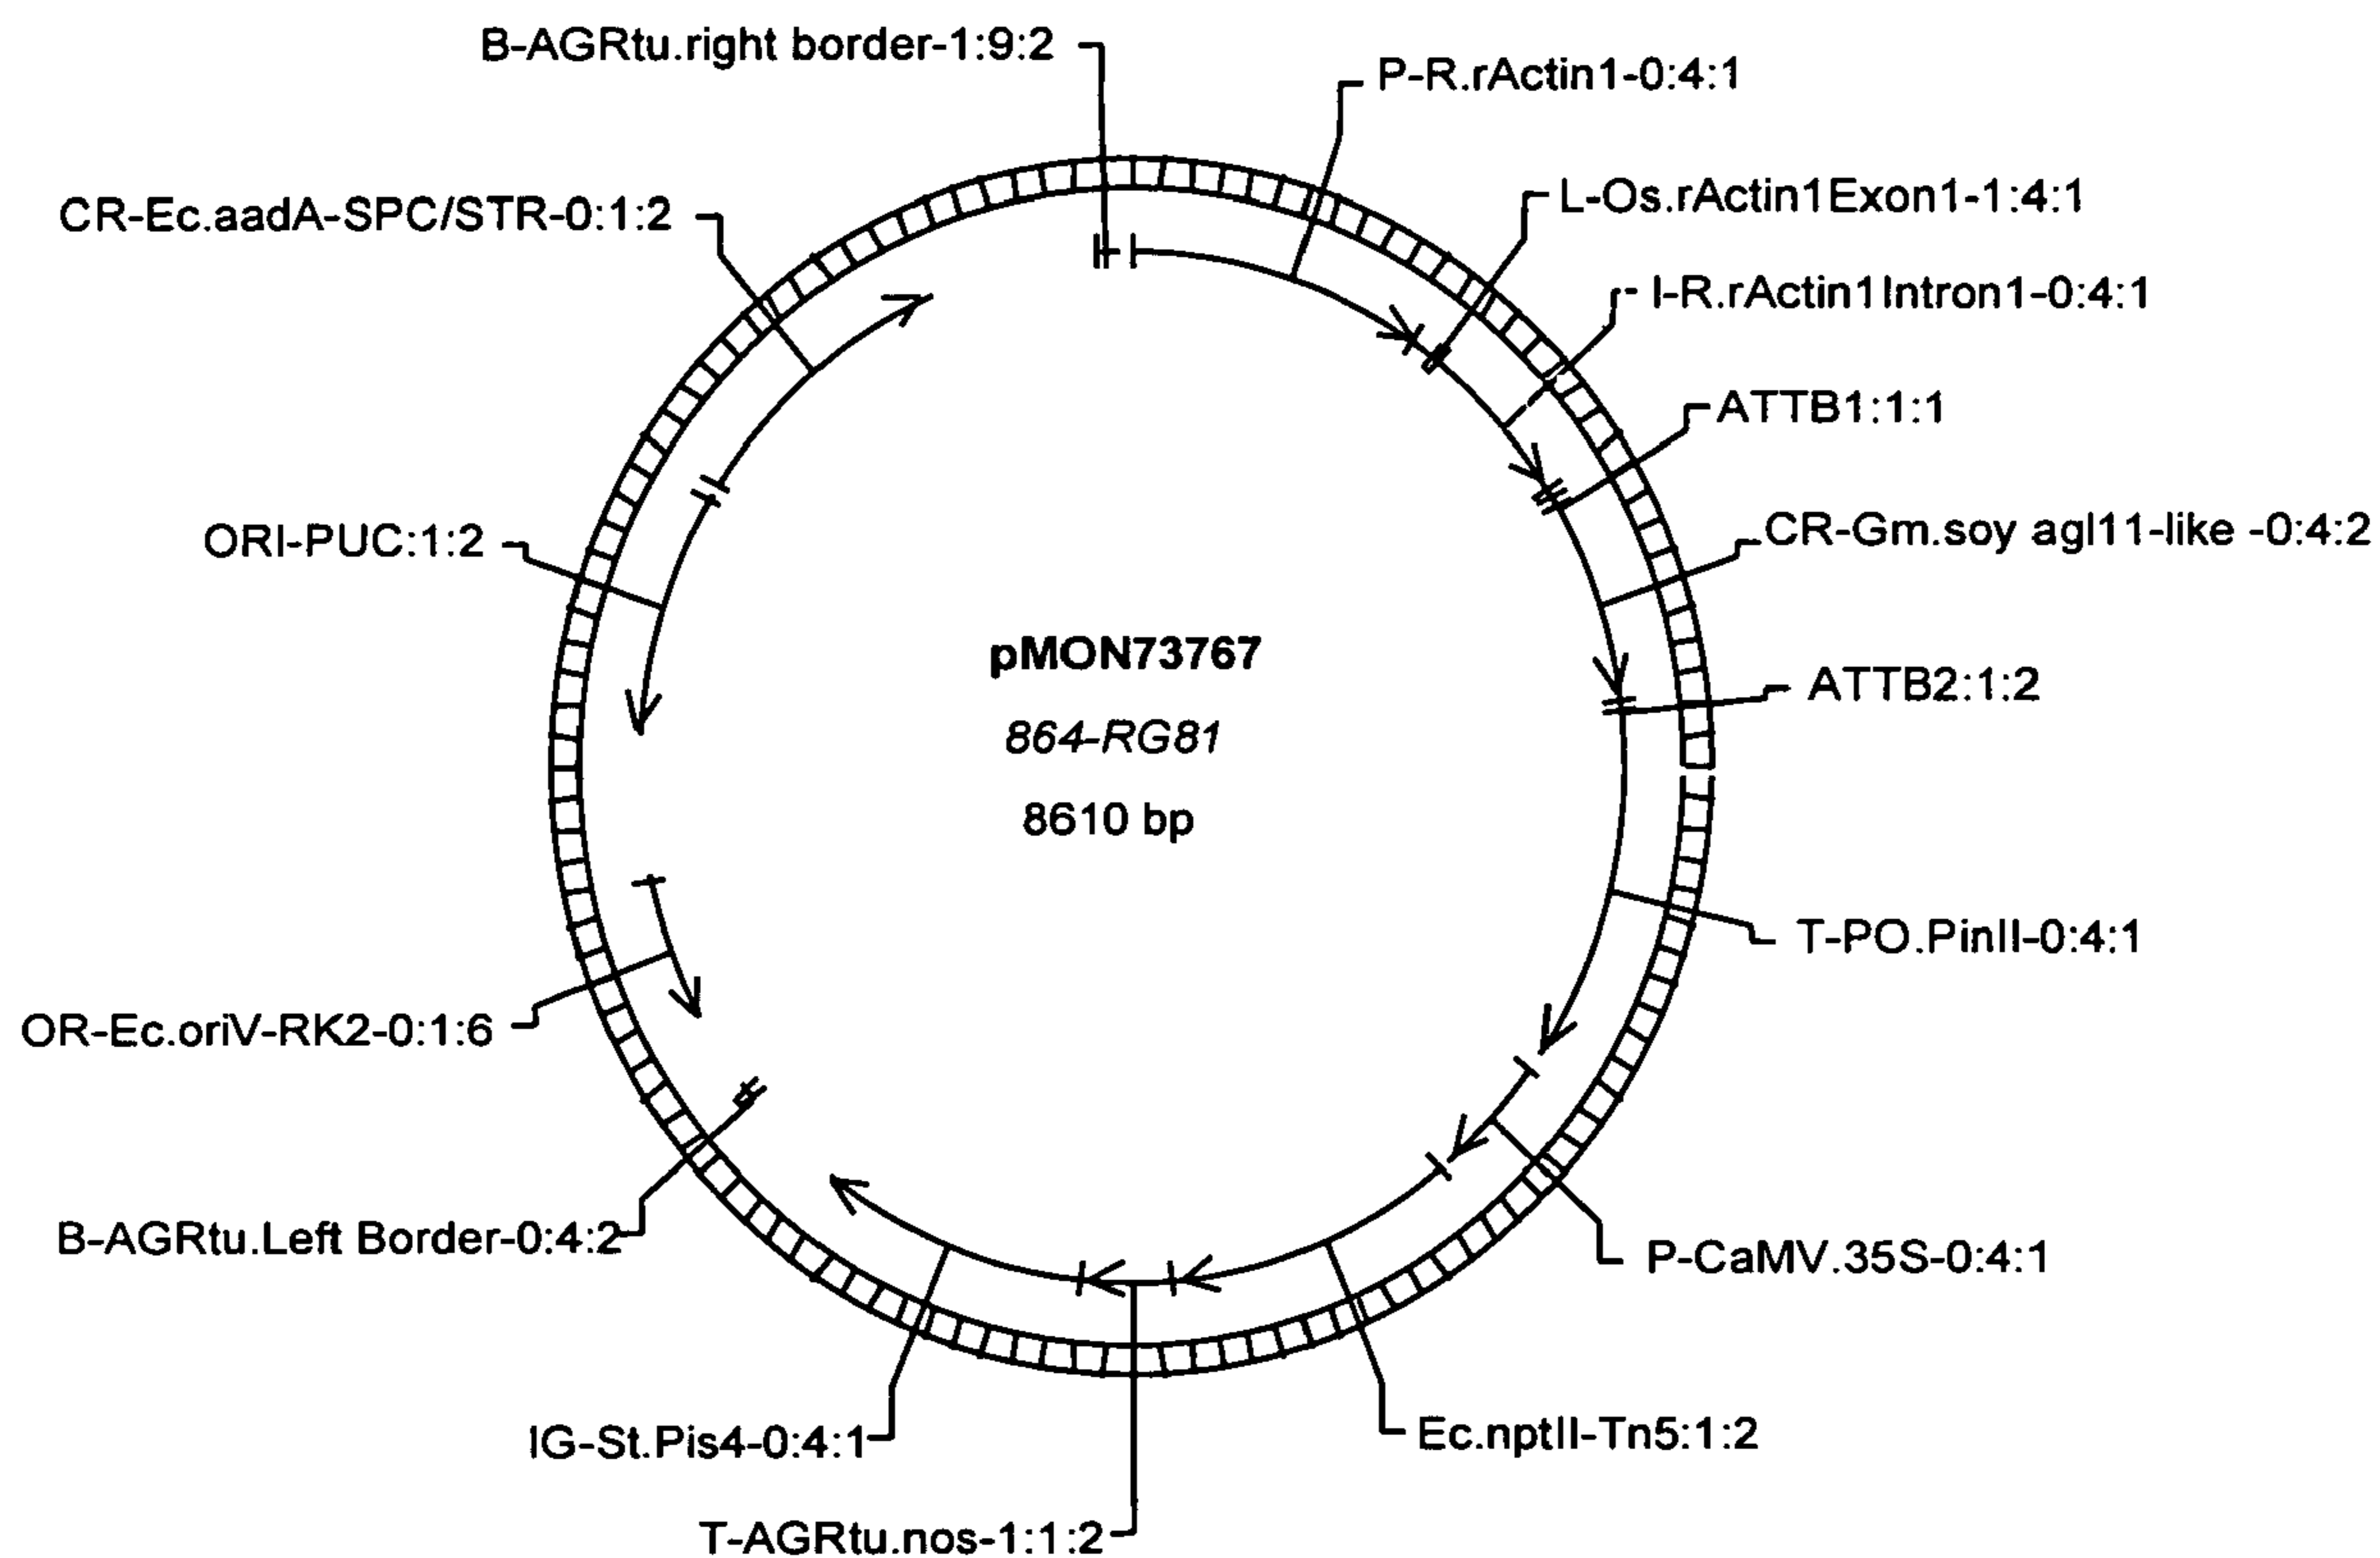 B-AGRtu.right border-1:9:2
P-R.rActin1-0:4:1
L-Os.rActin1Exon1-1:4:1
CR-Ec.aadA-SPC/STR-0:1:2
I-R.rActin1Intron1-0:4:1
ATTB1:1:1
CR-Gm.soy agl11-like -0:4:2
ORI-PUC:1:2
pMON73767
864-RG81
8610 bp
ATTB2:1:2
T-PO.PinII-0:4:1
OR-Ec.oriV-RK2-0:1:6
B-AGRtu.Left Border-0:4:2
P-CaMV.35S-0:4:1
IG-St.Pis4-0:4:1
Ec.nptII-Tn5:1:2
T-AGRtu.nos-1:1:2